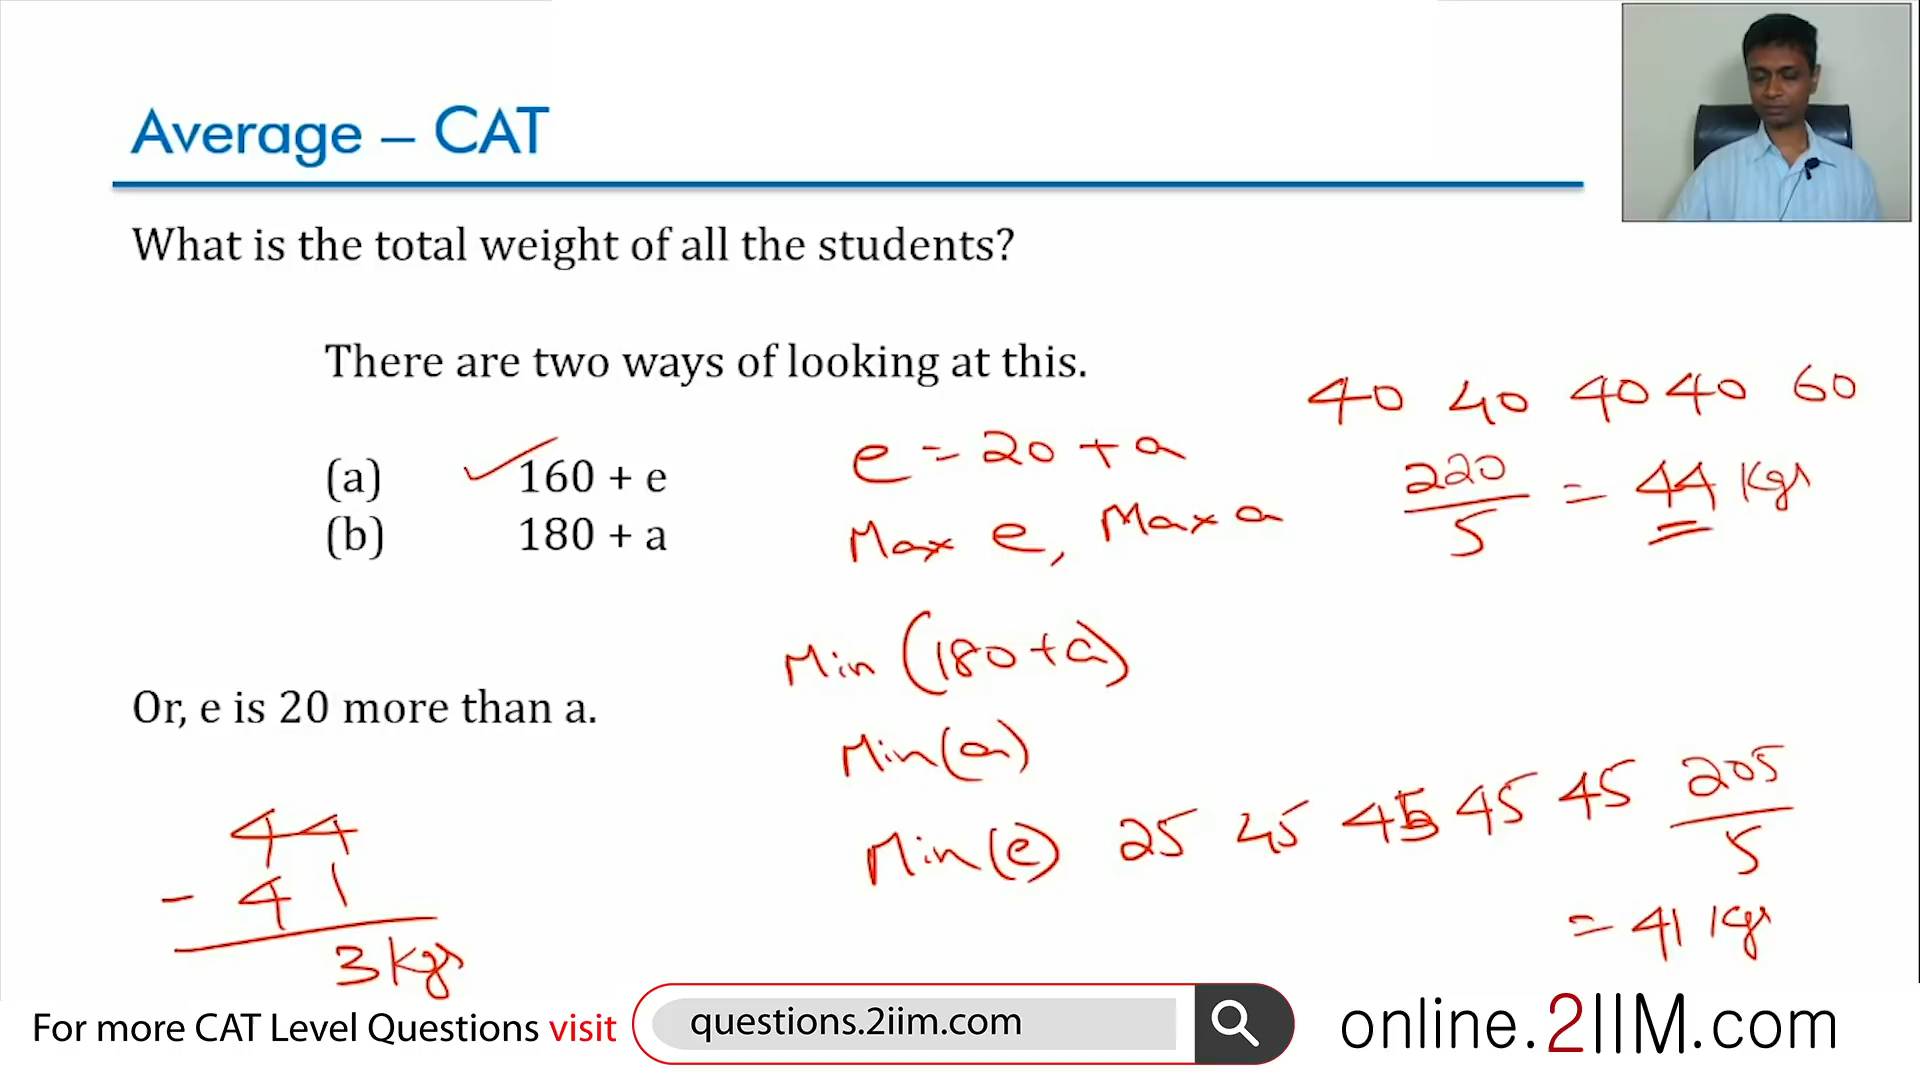 Average – CAT
What is the total weight of all the students?
There are two ways of looking at this.
(a) 160 + e
(b) 180 + a
Or, e is 20 more than a.
e = 20 + a
Max e, Max a
Min (180 + a)
Min (a)
Min (e) 25 45 45 45 45 205/5
= 41 Kgs
40 40 40 40 60
220/5 = 44 Kgs
44
- 41
3 kgs
For more CAT Level Questions visit questions.2iim.com
online.2IIM.com